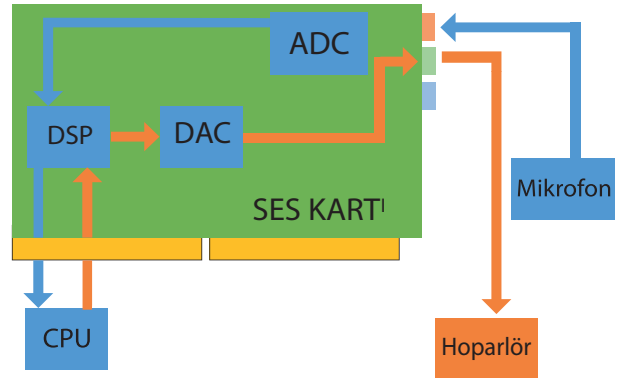 ADC
DSP
DAC
SES KARTI
Mikrofon
CPU
Hoparlör